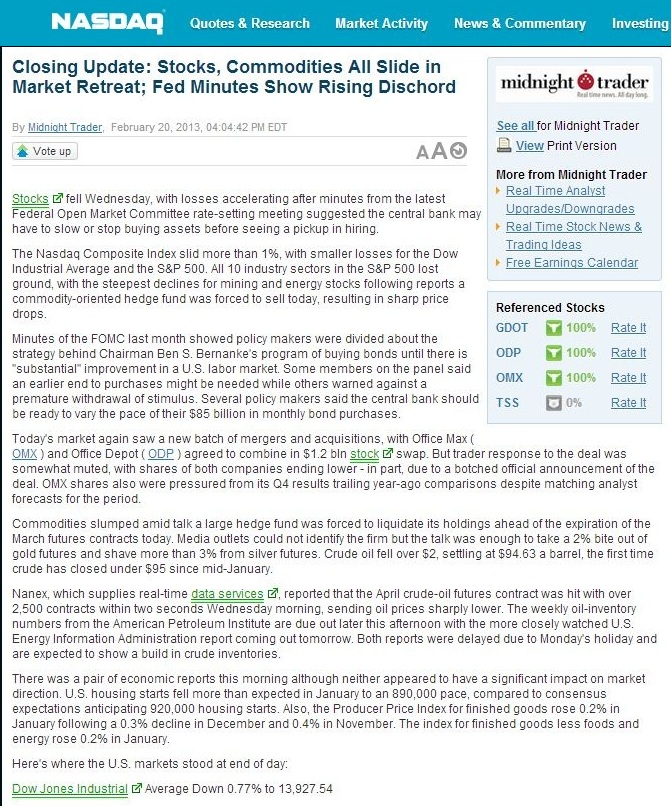 NASDAQ
Quotes & Research Market Activity News & Commentary Investing
Closing Update: Stocks, Commodities All Slide in
Market Retreat; Fed Minutes Show Rising Dischord
By Midnight Trader, February 20, 2013, 04:04:42 PM EDT
Vote up
A A
Stocks fell Wednesday, with losses accelerating after minutes from the latest
Federal Open Market Committee rate-setting meeting suggested the central bank may
have to slow or stop buying assets before seeing a pickup in hiring.
The Nasdaq Composite Index slid more than 1%, with smaller losses for the Dow
Industrial Average and the S&P 500. All 10 industry sectors in the S&P 500 lost
ground, with the steepest declines for mining and energy stocks following reports a
commodity-oriented hedge fund was forced to sell today, resulting in sharp price
drops.
Minutes of the FOMC last month showed policy makers were divided about the
strategy behind Chairman Ben S. Bernanke's program of buying bonds until there is
"substantial" improvement in a U.S. labor market. Some members on the panel said
an earlier end to purchases might be needed while others warned against a
premature withdrawal of stimulus. Several policy makers said the central bank should
be ready to vary the pace of their $85 billion in monthly bond purchases.
midnight trader
Real time news. All day long.
See all for Midnight Trader
View Print Version
More from Midnight Trader
Real Time Analyst
Upgrades/Downgrades
Real Time Stock News &
Trading Ideas
Free Earnings Calendar
Referenced Stocks
GDOT 100% Rate It
ODP 100% Rate It
OMX 100% Rate It
TSS 0% Rate It
Today's market again saw a new batch of mergers and acquisitions, with Office Max (
OMX ) and Office Depot ( ODP ) agreed to combine in $1.2 bln stock swap. But trader response to the deal was
somewhat muted, with shares of both companies ending lower - in part, due to a botched official announcement of the
deal. OMX shares also were pressured from its Q4 results trailing year-ago comparisons despite matching analyst
forecasts for the period.
Commodities slumped amid talk a large hedge fund was forced to liquidate its holdings ahead of the expiration of the
March futures contracts today. Media outlets could not identify the firm but the talk was enough to take a 2% bite out of
gold futures and shave more than 3% from silver futures. Crude oil fell over $2, settling at $94.63 a barrel, the first time
crude has closed under $95 since mid-January.
Nanex, which supplies real-time data services , reported that the April crude-oil futures contract was hit with over
2,500 contracts within two seconds Wednesday morning, sending oil prices sharply lower. The weekly oil-inventory
numbers from the American Petroleum Institute are due out later this afternoon with the more closely watched U.S.
Energy Information Administration report coming out tomorrow. Both reports were delayed due to Monday's holiday and
are expected to show a build in crude inventories.
There was a pair of economic reports this morning although neither appeared to have a significant impact on market
direction. U.S. housing starts fell more than expected in January to an 890,000 pace, compared to consensus
expectations anticipating 920,000 housing starts. Also, the Producer Price Index for finished goods rose 0.2% in
January following a 0.3% decline in December and 0.4% in November. The index for finished goods less foods and
energy rose 0.2% in January.
Here's where the U.S. markets stood at end of day:
Dow Jones Industrial Average Down 0.77% to 13,927.54